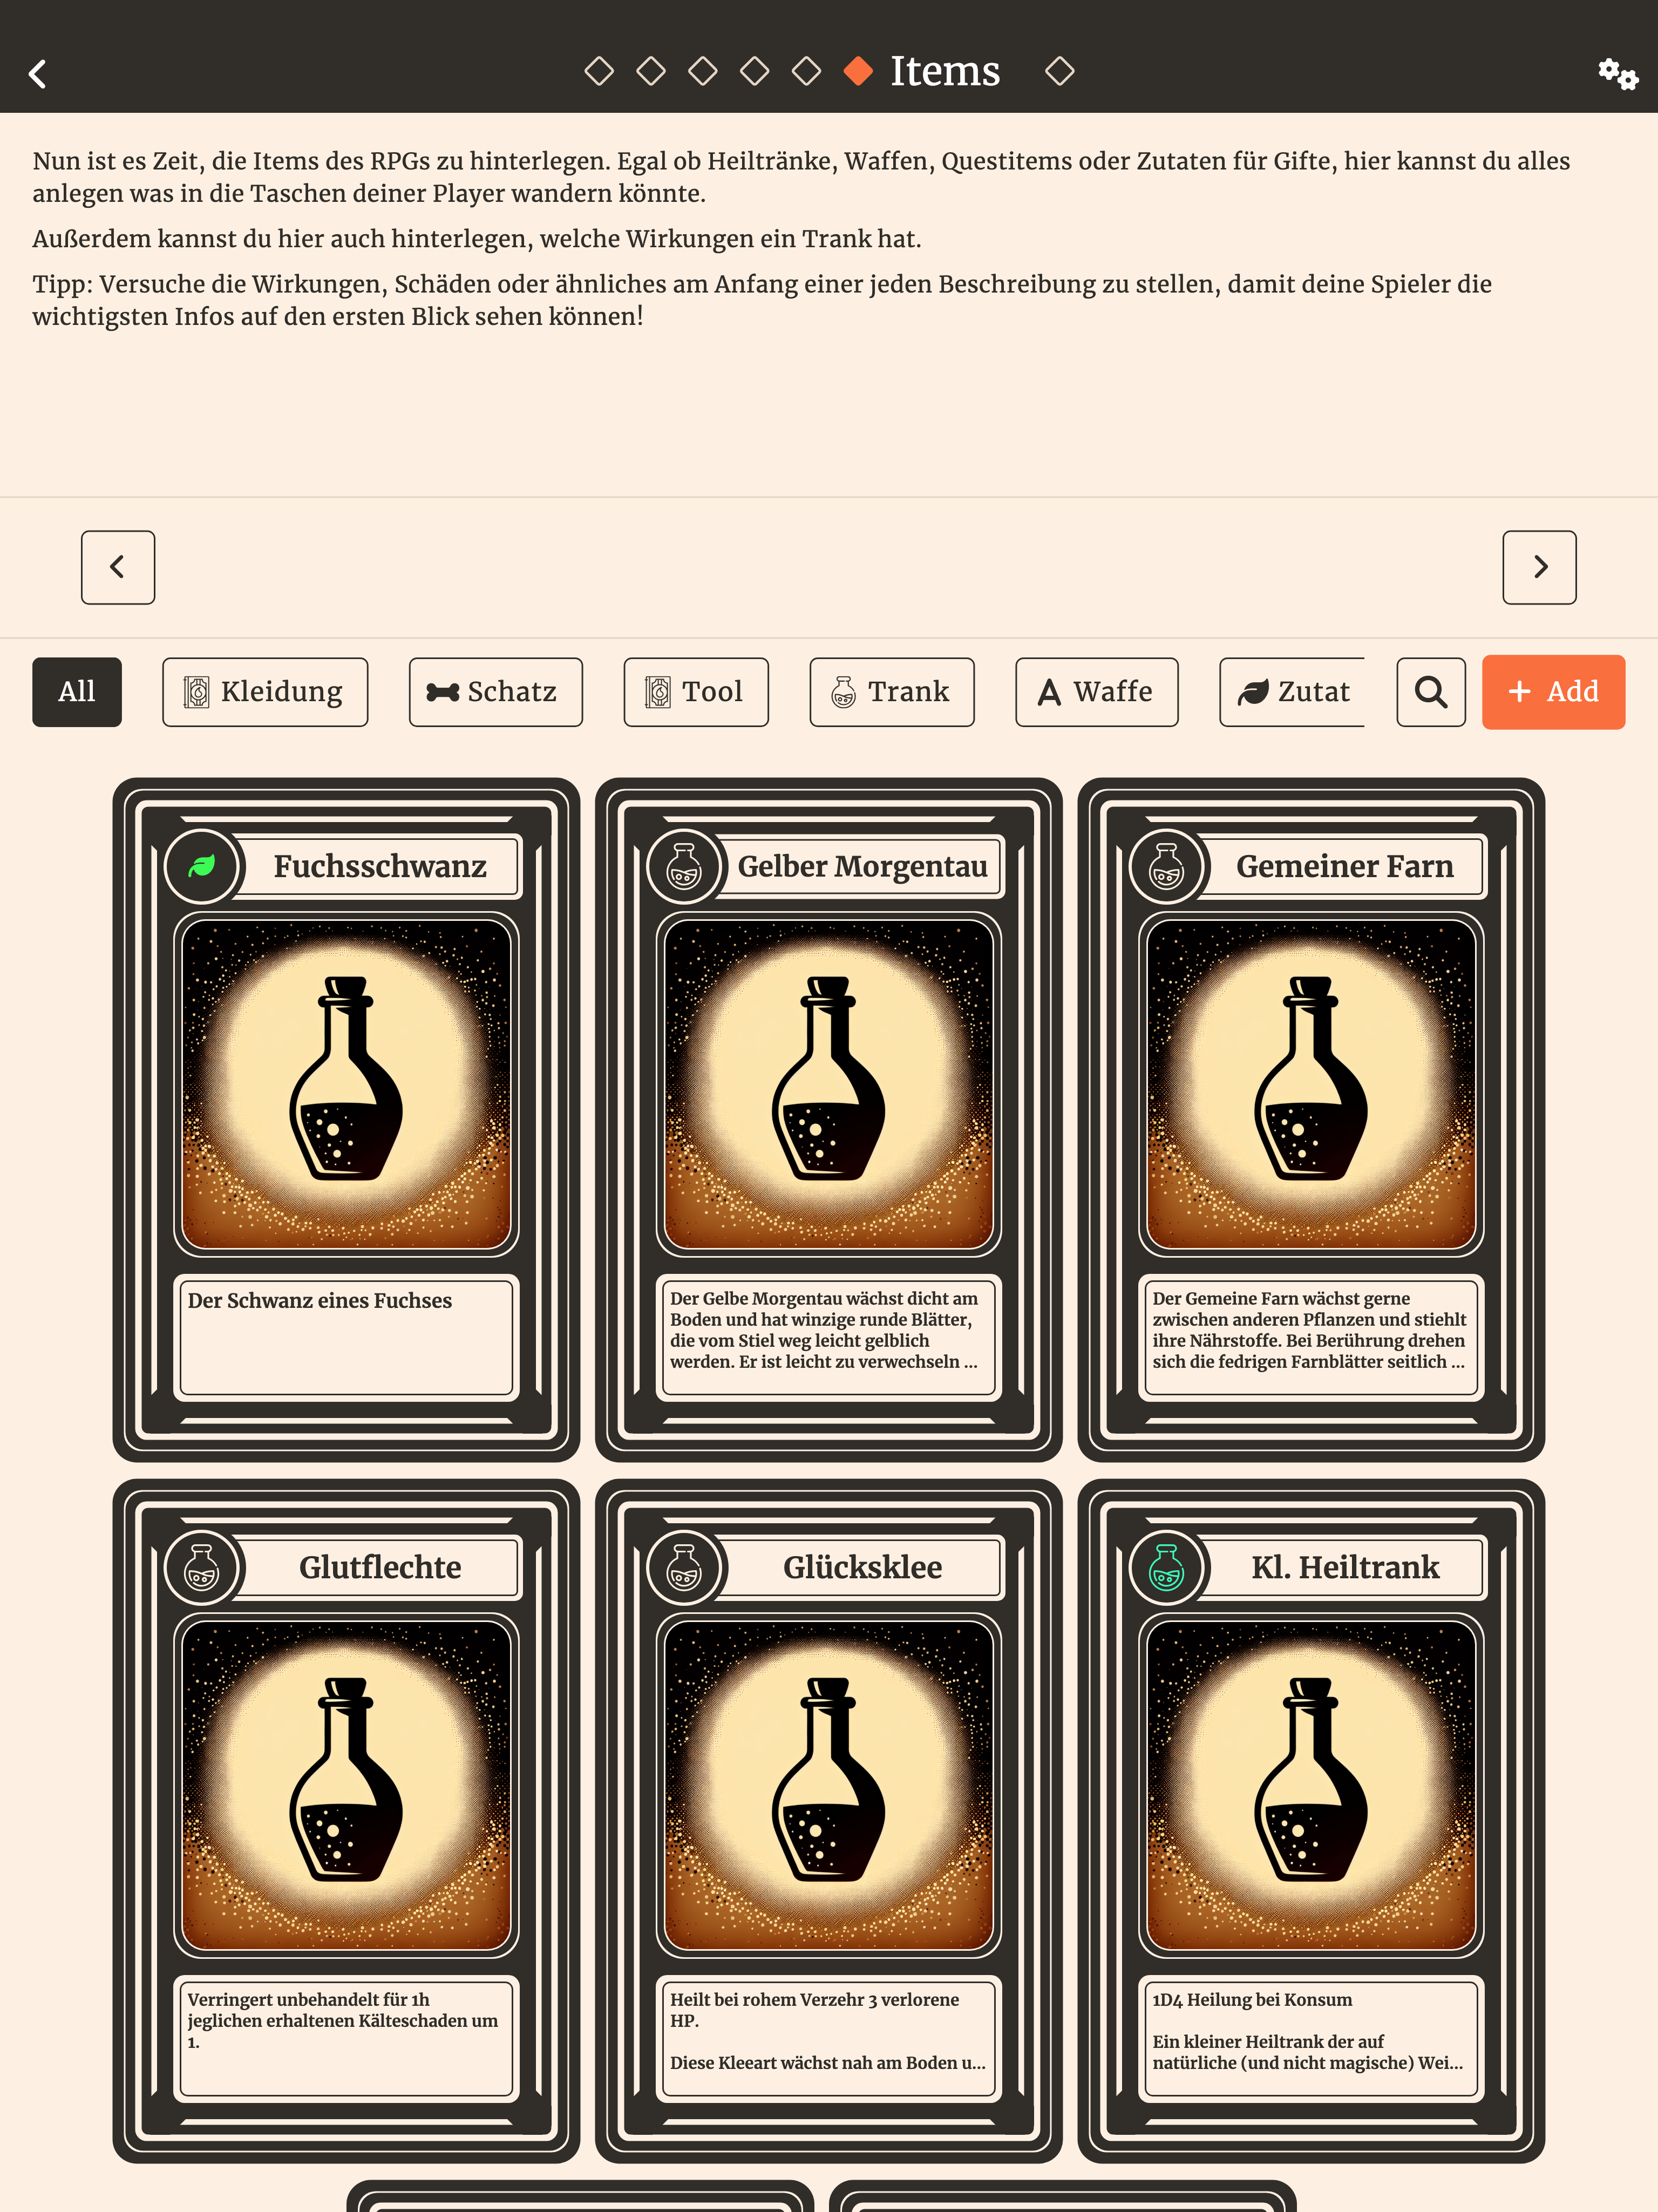 Items
Nun ist es Zeit, die Items des RPGs zu hinterlegen. Egal ob Heiltränke, Waffen, Questitems oder Zutaten für Gifte, hier kannst du alles
anlegen was in die Taschen deiner Player wandern könnte.
Außerdem kannst du hier auch hinterlegen, welche Wirkungen ein Trank hat.
Tipp: Versuche die Wirkungen, Schäden oder ähnliches am Anfang einer jeden Beschreibung zu stellen, damit deine Spieler die
wichtigsten Infos auf den ersten Blick sehen können!
All
Kleidung
Schatz
Tool
Trank
Waffe
Zutat
+ Add
Fuchsschwanz
Der Schwanz eines Fuchses
Gelber Morgentau
Der Gelbe Morgentau wächst dicht am
Boden und hat winzige runde Blätter,
die vom Stiel weg leicht gelblich
werden. Er ist leicht zu verwechseln ...
Gemeiner Farn
Der Gemeine Farn wächst gerne
zwischen anderen Pflanzen und stiehlt
ihre Nährstoffe. Bei Berührung drehen
sich die fedrigen Farnblätter seitlich ...
Glutflechte
Verringert unbehandelt für 1h
jeglichen erhaltenen Kälteschaden um
1.
Glücksklee
Heilt bei rohem Verzehr 3 verlorene
HP.
Diese Kleeart wächst nah am Boden u...
Kl. Heiltrank
1D4 Heilung bei Konsum
Ein kleiner Heiltrank der auf
natürliche (und nicht magische) Wei...